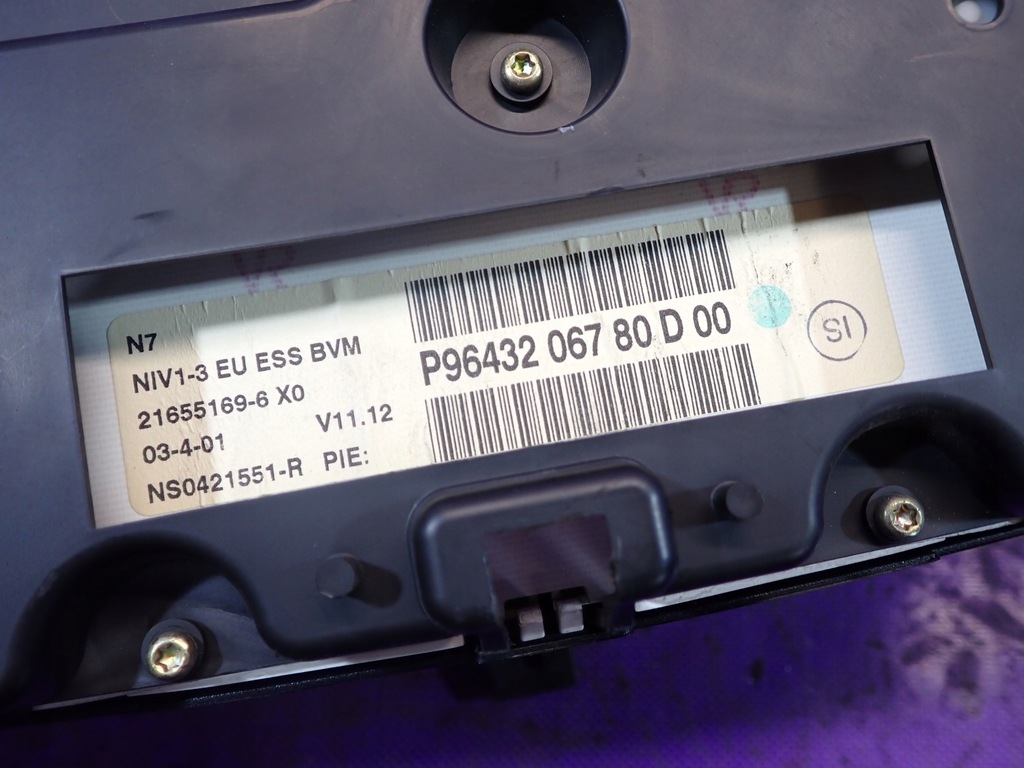 N7
NIV1-3 EU ESS BVM
21655169-6 X0
03-4-01 V11.12
NS0421551-R PIE:
P96432 067 80 D 00
SI